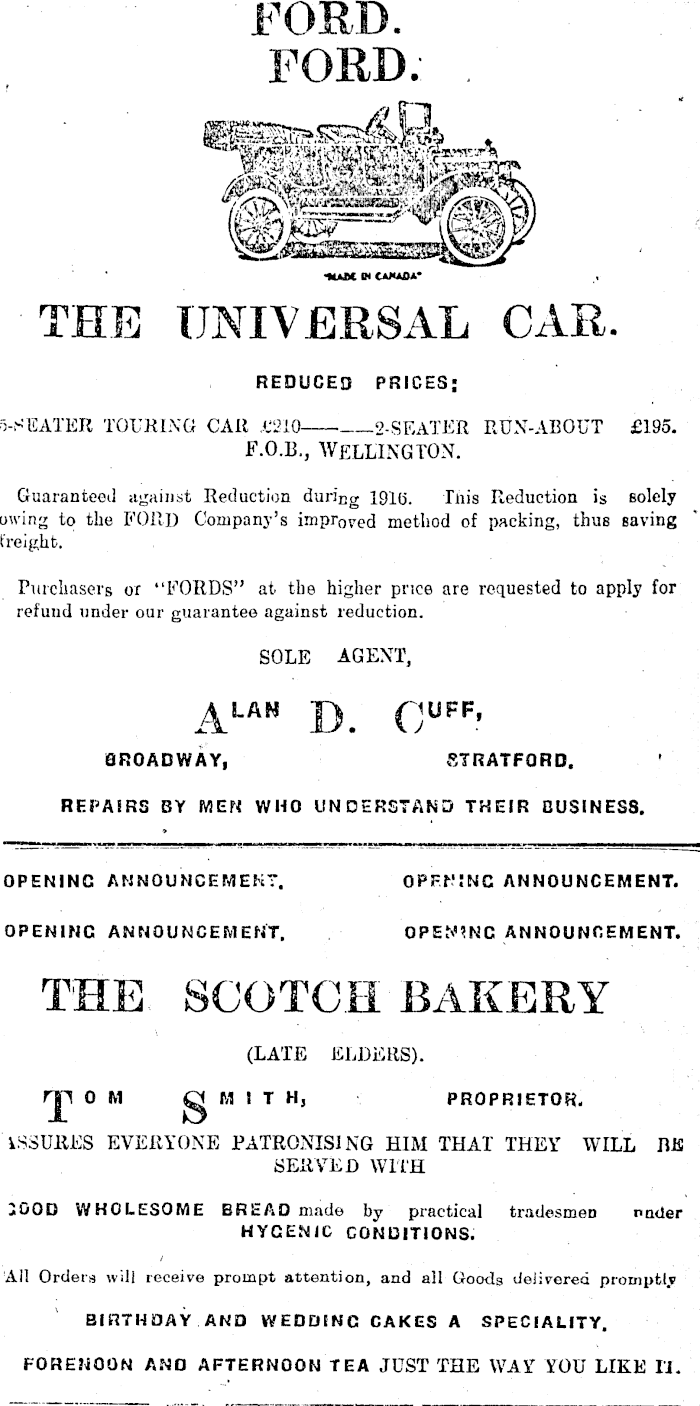 FORD.
FORD.
"MADE IN CANADA"
THE UNIVERSAL CAR.
REDUCED PRICES:
5-SEATER TOURING CAR £210————2-SEATER RUN-ABOUT £195.
F.O.B., WELLINGTON.
Guaranteed against Reduction during 1916. This Reduction is solely
owing to the FORD Company's improved method of packing, thus saving
freight.
Purchasers of "FORDS" at the higher price are requested to apply for
refund under our guarantee against reduction.
SOLE AGENT,
ALAN D. CUFF,
BROADWAY, STRATFORD.
REPAIRS BY MEN WHO UNDERSTAND THEIR BUSINESS.
OPENING ANNOUNCEMENT. OPENING ANNOUNCEMENT.
OPENING ANNOUNCEMENT. OPENING ANNOUNCEMENT.
THE SCOTCH BAKERY
(LATE ELDERS).
TOM SMITH, PROPRIETOR.
ASSURES EVERYONE PATRONISING HIM THAT THEY WILL BE
SERVED WITH
GOOD WHOLESOME BREAD made by practical tradesmen under
HYGENIC CONDITIONS.
All Orders will receive prompt attention, and all Goods delivered promptly
BIRTHDAY AND WEDDING CAKES A SPECIALITY.
FORENOON AND AFTERNOON TEA JUST THE WAY YOU LIKE IT.